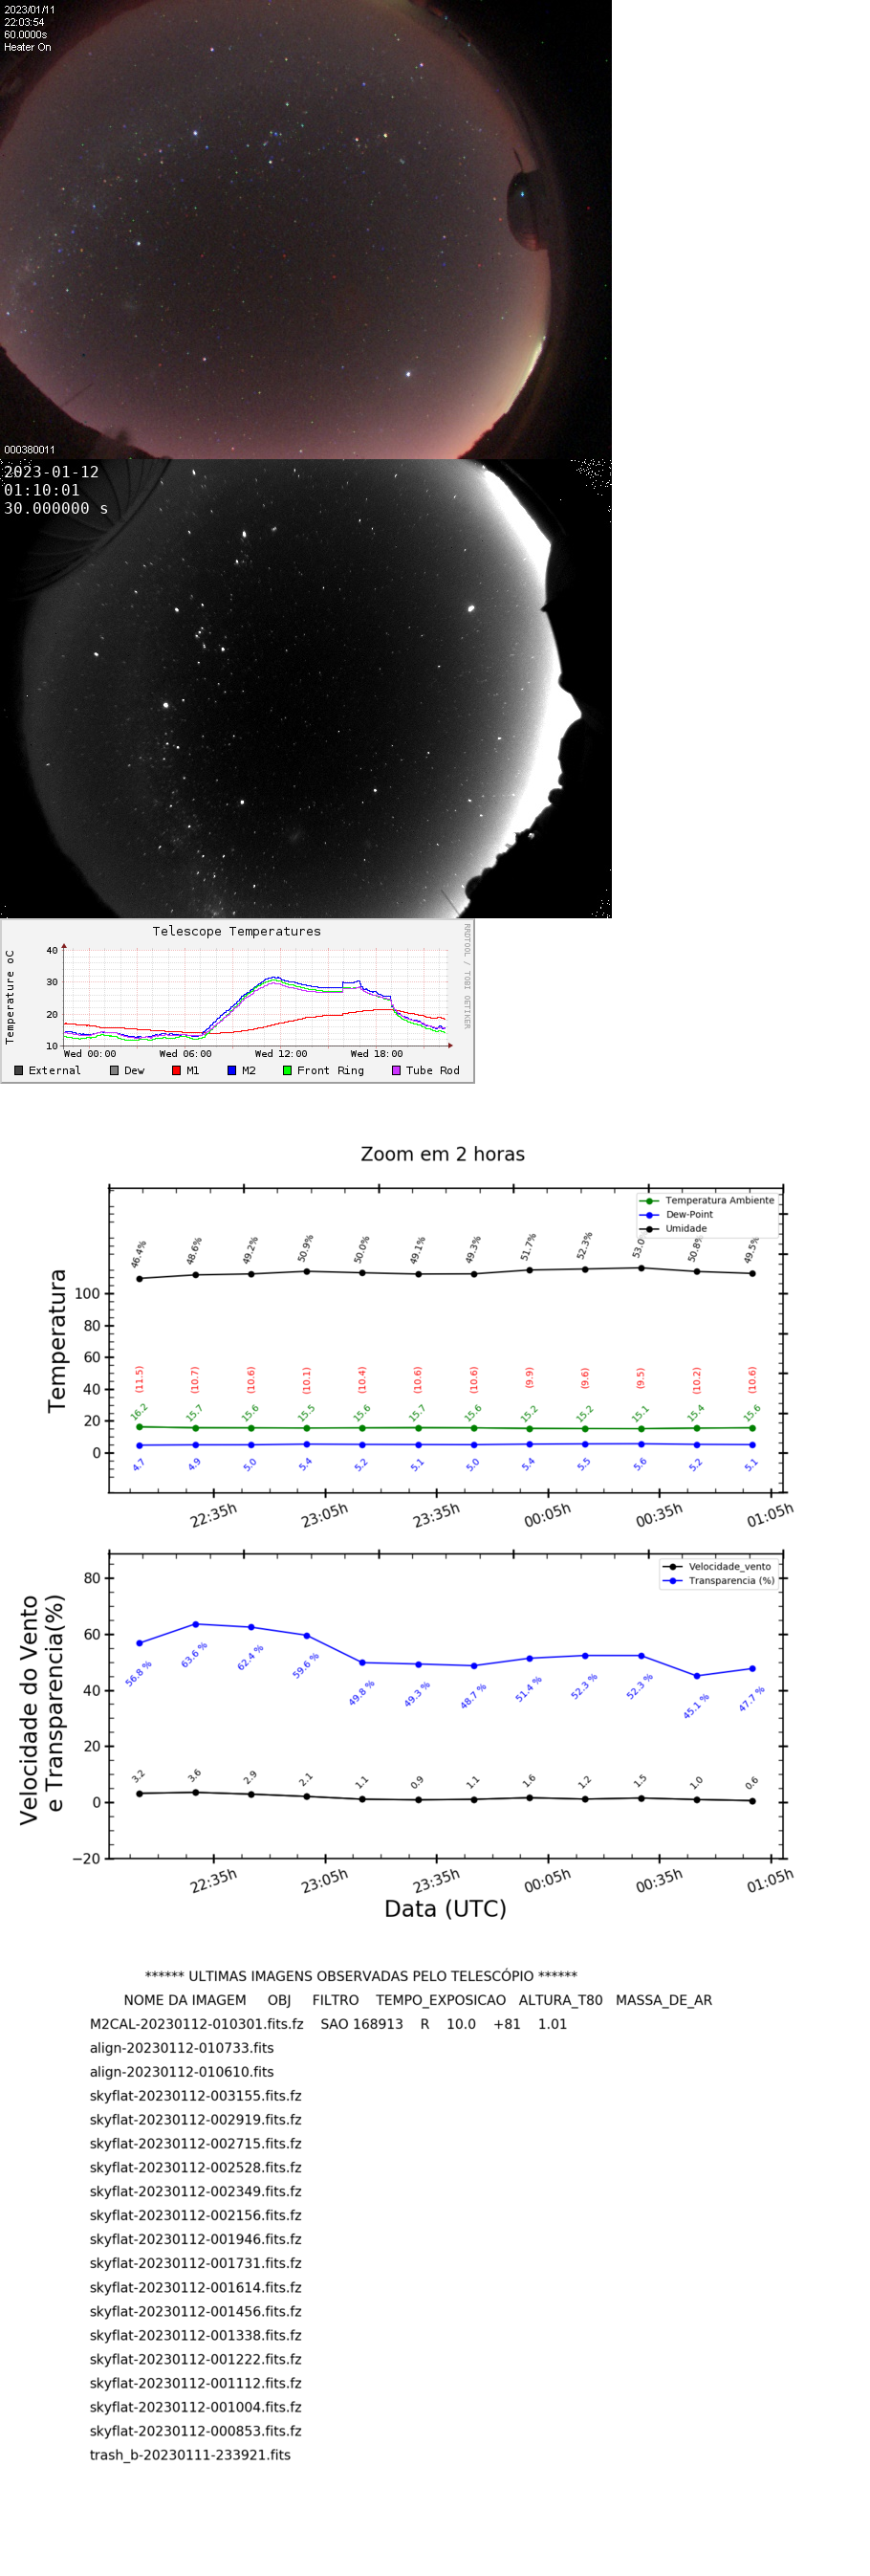 2023/01/11
22:03:54
60.0000s
Heater On
000380011
2023-01-12
01:10:01
30.000000 s
Telescope Temperatures
RRDTOOL / TOBI OETIKER
Temperature oC
40
30
20
10
Wed 00:00 Wed 06:00 Wed 12:00 Wed 18:00
External Dew M1 M2 Front Ring Tube Rod
Zoom em 2 horas
Temperatura Ambiente
Dew-Point
Umidade
46.4% 48.6% 49.2% 50.9% 50.0% 49.1% 49.3% 51.7% 52.3% 53.0 50.8% 49.5%
Temperatura
100
80
60
40
20
0
(11.5) (10.7) (10.6) (10.1) (10.4) (10.6) (10.6) (9.9) (9.6) (9.5) (10.2) (10.6)
16.2 15.7 15.6 15.5 15.6 15.7 15.6 15.2 15.2 15.1 15.4 15.6
4.7 4.9 5.0 5.4 5.2 5.1 5.0 5.4 5.5 5.6 5.2 5.1
22:35h 23:05h 23:35h 00:05h 00:35h 01:05h
Velocidade_vento
Transparencia (%)
Velocidade do Vento
e Transparencia(%)
80
60
40
20
0
−20
56.8 % 63.6 % 62.4 % 59.6 % 49.8 % 49.3 % 48.7 % 51.4 % 52.3 % 52.3 % 45.1 % 47.7 %
3.2 3.6 2.9 2.1 1.1 0.9 1.1 1.6 1.2 1.5 1.0 0.6
22:35h 23:05h 23:35h 00:05h 00:35h 01:05h
Data (UTC)
****** ULTIMAS IMAGENS OBSERVADAS PELO TELESCÓPIO ******
NOME DA IMAGEM OBJ FILTRO TEMPO_EXPOSICAO ALTURA_T80 MASSA_DE_AR
M2CAL-20230112-010301.fits.fz SAO 168913 R 10.0 +81 1.01
align-20230112-010733.fits
align-20230112-010610.fits
skyflat-20230112-003155.fits.fz
skyflat-20230112-002919.fits.fz
skyflat-20230112-002715.fits.fz
skyflat-20230112-002528.fits.fz
skyflat-20230112-002349.fits.fz
skyflat-20230112-002156.fits.fz
skyflat-20230112-001946.fits.fz
skyflat-20230112-001731.fits.fz
skyflat-20230112-001614.fits.fz
skyflat-20230112-001456.fits.fz
skyflat-20230112-001338.fits.fz
skyflat-20230112-001222.fits.fz
skyflat-20230112-001112.fits.fz
skyflat-20230112-001004.fits.fz
skyflat-20230112-000853.fits.fz
trash_b-20230111-233921.fits